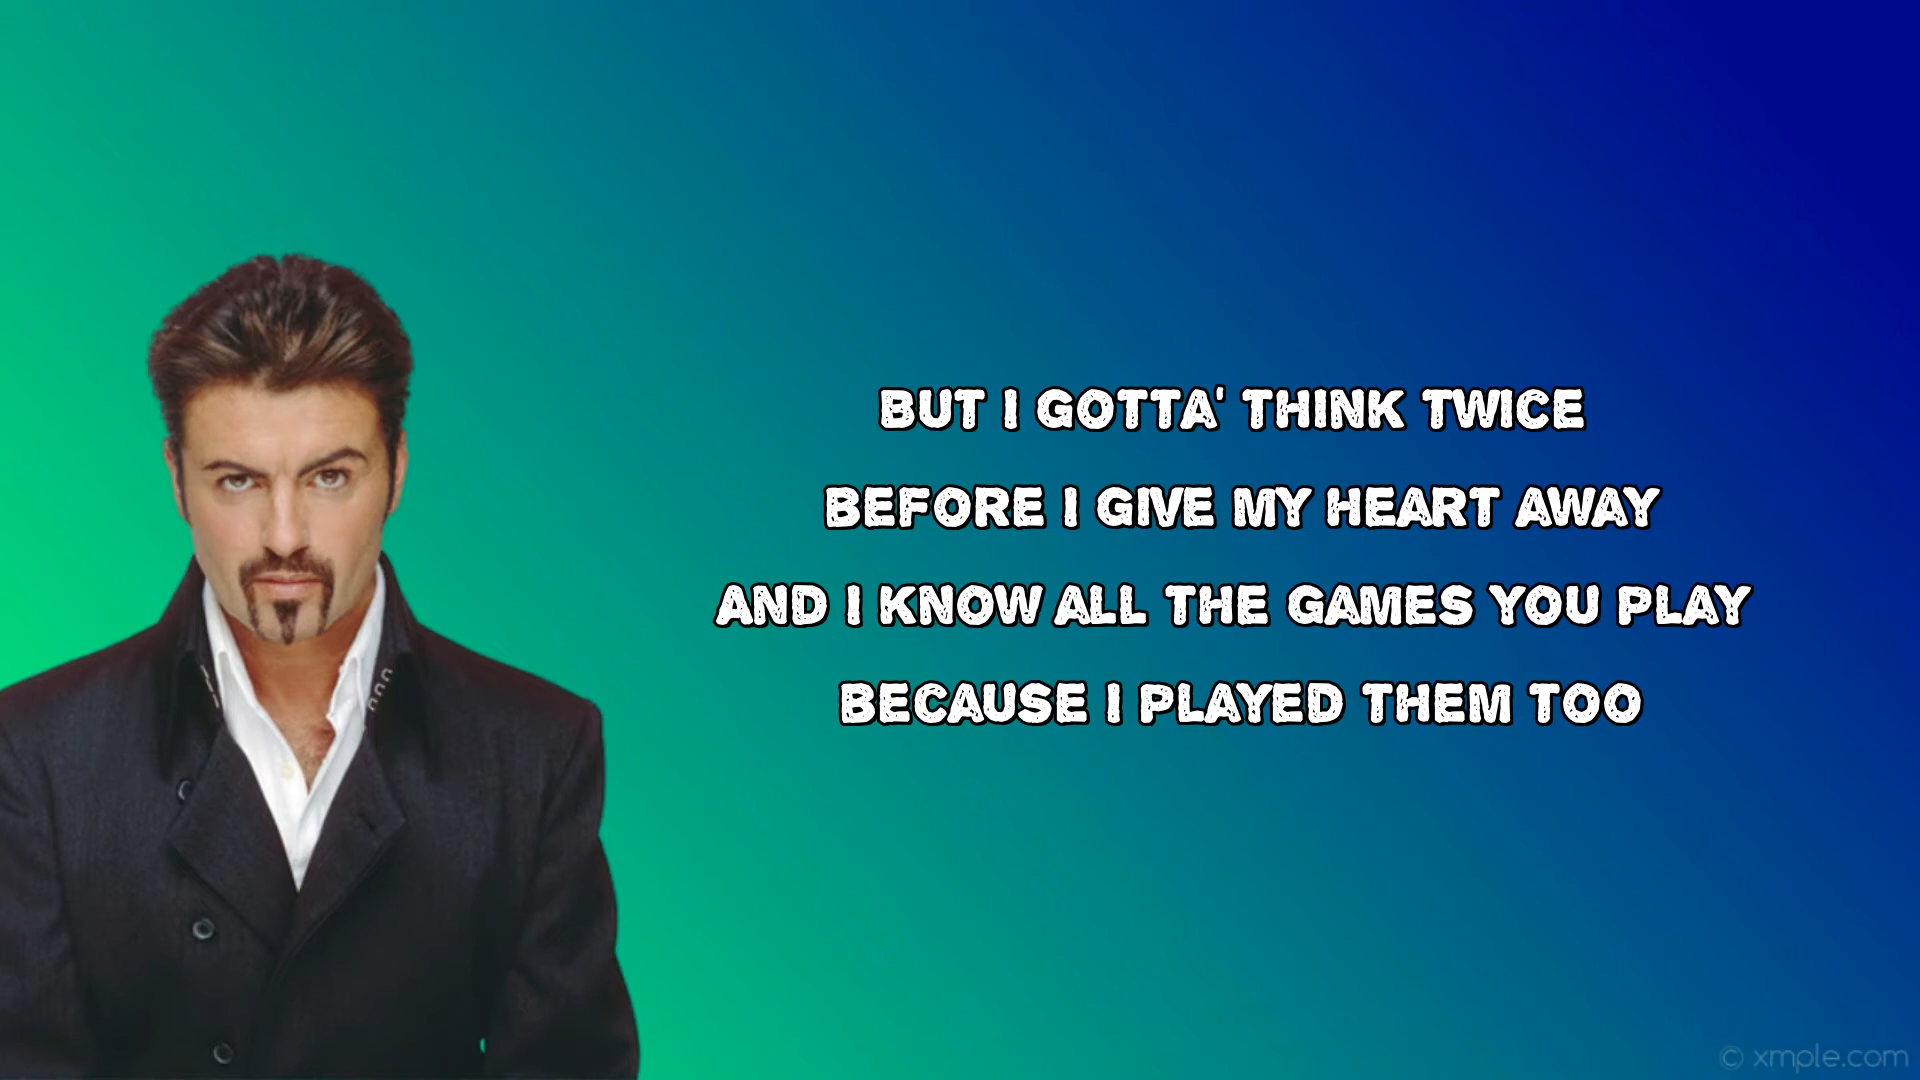 BUT I GOTTA' THINK TWICE
BEFORE I GIVE MY HEART AWAY
AND I KNOW ALL THE GAMES YOU PLAY
BECAUSE I PLAYED THEM TOO
© xmple.com